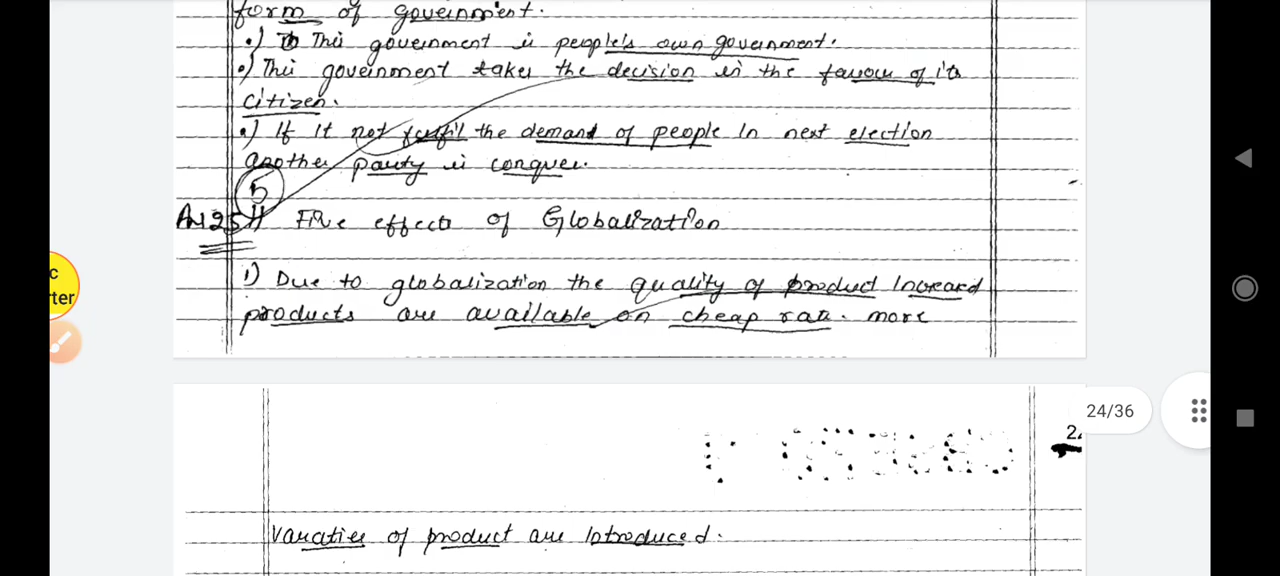 form of government.
•) This government is people's own government.
•) This government takes the decision in the favour of its
citizen.
•) If it not fulfil the demand of people in next election
another party is conquer.
5
Ans 25 || Five effects of Globalization
1) Due to globalization the quality of product Increard
products are available on cheap rate. more
24/36
Varaties of product are Introduced.